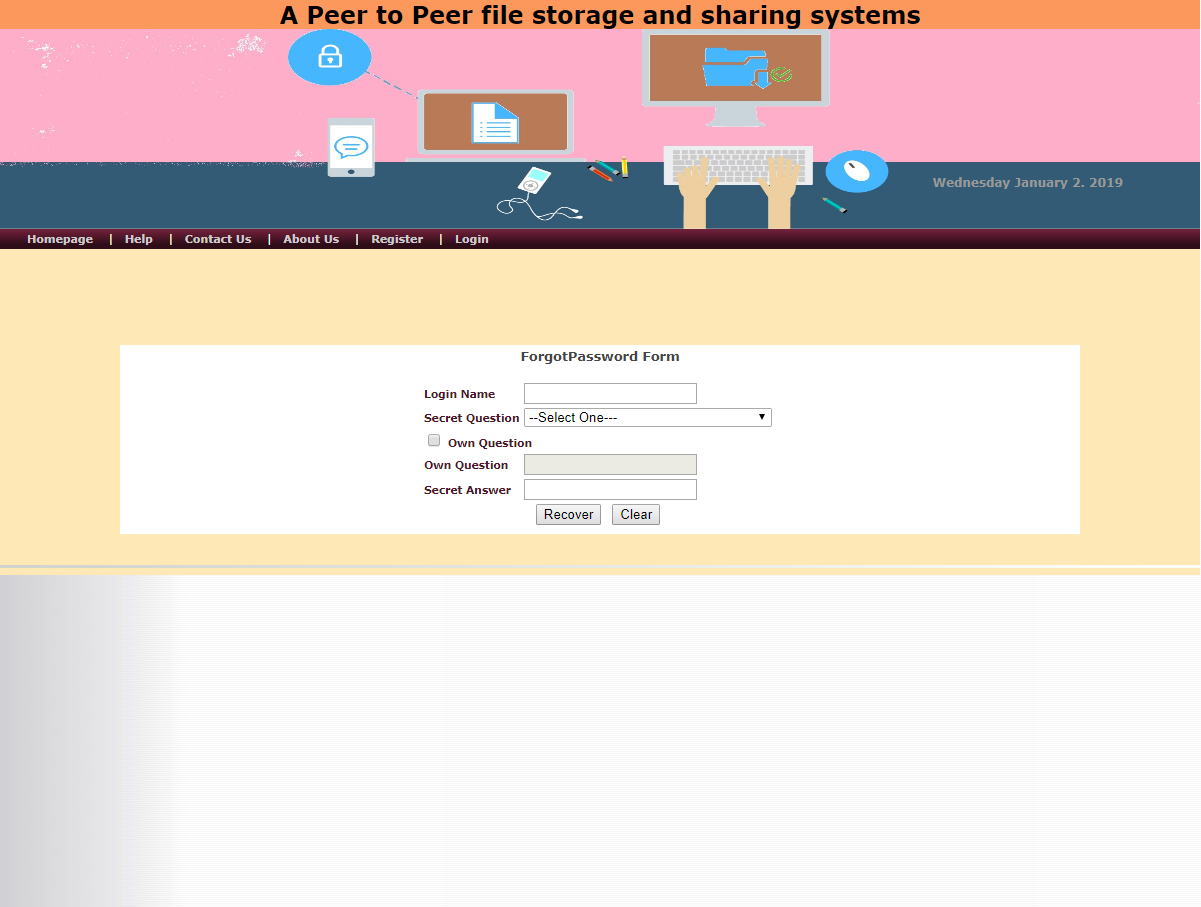 A Peer to Peer file storage and sharing systems
Wednesday January 2. 2019
Homepage | Help | Contact Us | About Us | Register | Login
ForgotPassword Form
Login Name
Secret Question --Select One---
Own Question
Own Question
Secret Answer
Recover Clear